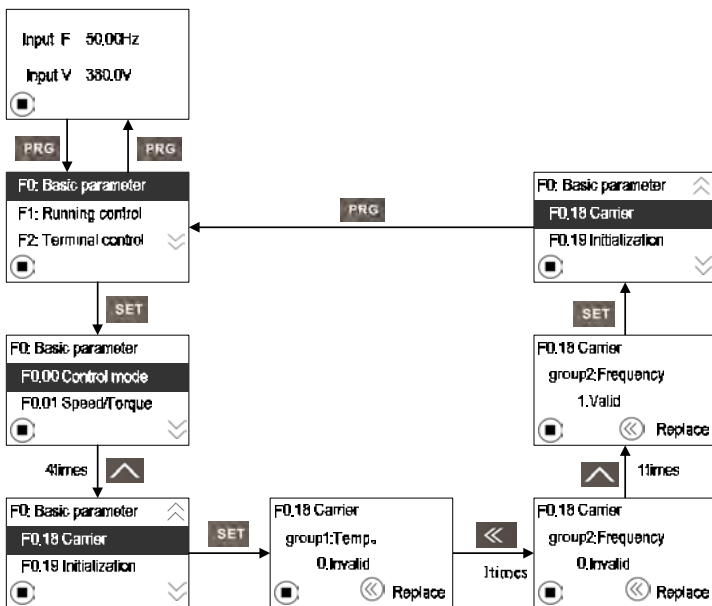 Input F 50.00Hz
Input V 380.0V
PRG
PRG
F0: Basic parameter
F1: Running control
F2: Terminal control
SET
F0: Basic parameter
F0.00 Control mode
F0.01 Speed/Torque
4times
F0: Basic parameter
F0.18 Carrier
F0.19 Initialization
SET
F0.18 Carrier
group1:Temp.
0.Invalid
Replace
1times
F0.18 Carrier
group2:Frequency
0.Invalid
Replace
1times
F0.18 Carrier
group2:Frequency
1.Valid
Replace
SET
F0: Basic parameter
F0.18 Carrier
F0.19 Initialization
PRG